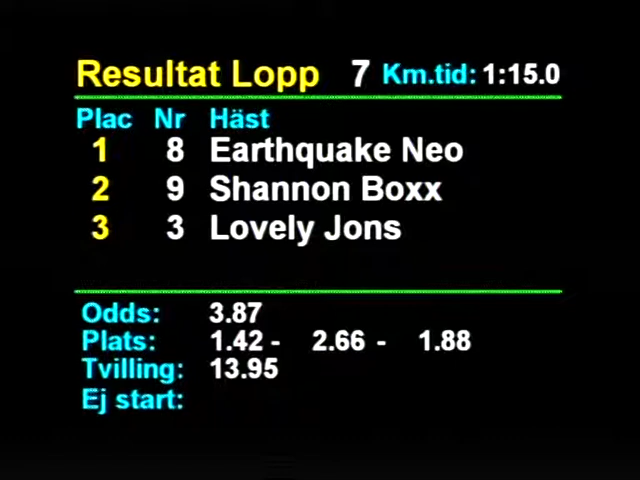 Resultat Lopp 7 Km.tid: 1:15.0
Plac Nr Häst
1 8 Earthquake Neo
2 9 Shannon Boxx
3 3 Lovely Jons
Odds: 3.87
Plats: 1.42 - 2.66 - 1.88
Tvilling: 13.95
Ej start: